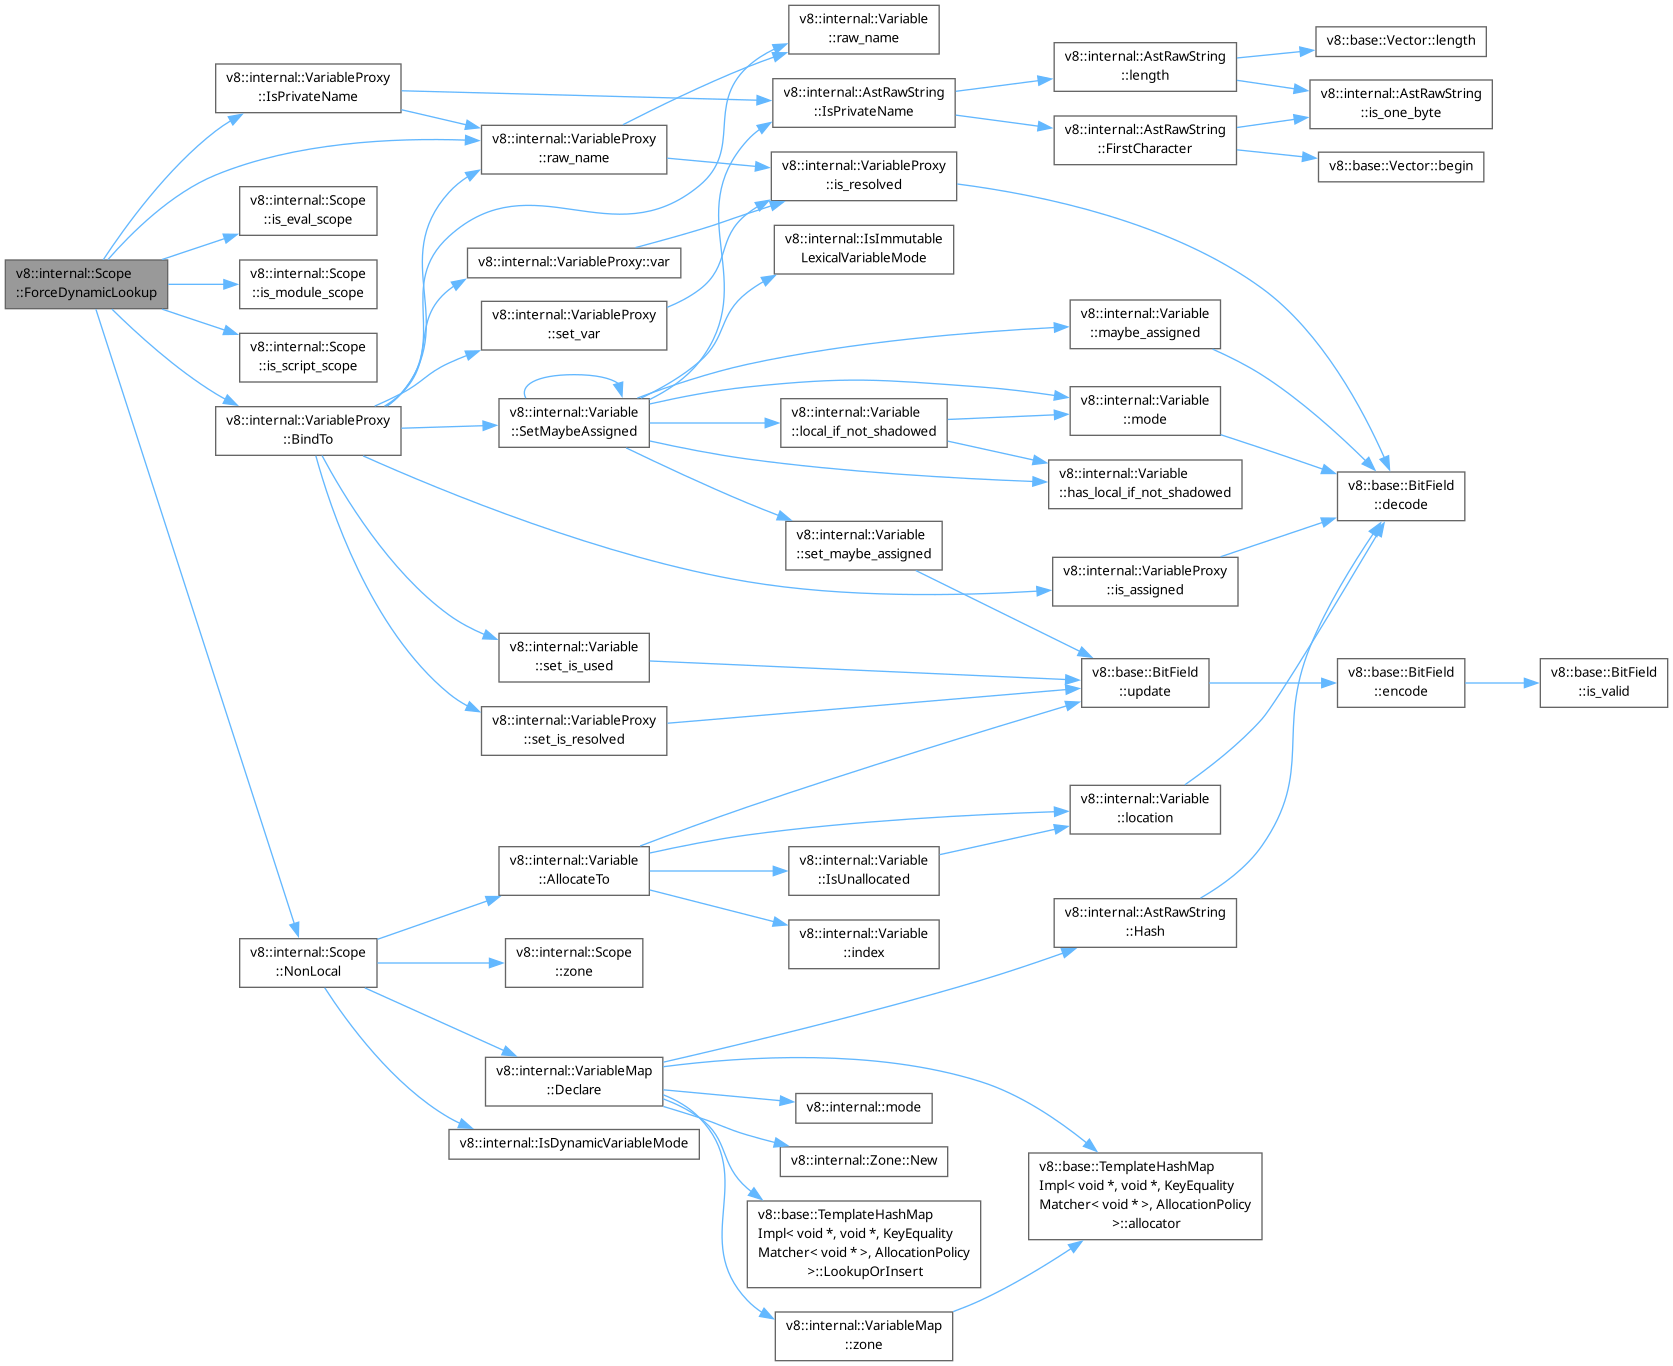 v8::internal::Scope
::ForceDynamicLookup
v8::internal::VariableProxy
::IsPrivateName
v8::internal::Scope
::is_eval_scope
v8::internal::Scope
::is_module_scope
v8::internal::Scope
::is_script_scope
v8::internal::VariableProxy
::BindTo
v8::internal::Scope
::NonLocal
v8::internal::VariableProxy
::raw_name
v8::internal::VariableProxy::var
v8::internal::VariableProxy
::set_var
v8::internal::Variable
::SetMaybeAssigned
v8::internal::Variable
::set_is_used
v8::internal::VariableProxy
::set_is_resolved
v8::internal::Variable
::AllocateTo
v8::internal::Scope
::zone
v8::internal::VariableMap
::Declare
v8::internal::IsDynamicVariableMode
v8::internal::Variable
::raw_name
v8::internal::AstRawString
::IsPrivateName
v8::internal::VariableProxy
::is_resolved
v8::internal::IsImmutable
LexicalVariableMode
v8::internal::Variable
::local_if_not_shadowed
v8::internal::Variable
::set_maybe_assigned
v8::internal::Variable
::IsUnallocated
v8::internal::Variable
::index
v8::internal::mode
v8::internal::Zone::New
v8::base::TemplateHashMap
Impl< void *, void *, KeyEquality
Matcher< void * >, AllocationPolicy
>::LookupOrInsert
v8::internal::VariableMap
::zone
v8::internal::AstRawString
::length
v8::internal::AstRawString
::FirstCharacter
v8::internal::Variable
::maybe_assigned
v8::internal::Variable
::mode
v8::internal::Variable
::has_local_if_not_shadowed
v8::internal::VariableProxy
::is_assigned
v8::base::BitField
::update
v8::internal::Variable
::location
v8::internal::AstRawString
::Hash
v8::base::TemplateHashMap
Impl< void *, void *, KeyEquality
Matcher< void * >, AllocationPolicy
>::allocator
v8::base::Vector::length
v8::internal::AstRawString
::is_one_byte
v8::base::Vector::begin
v8::base::BitField
::decode
v8::base::BitField
::encode
v8::base::BitField
::is_valid